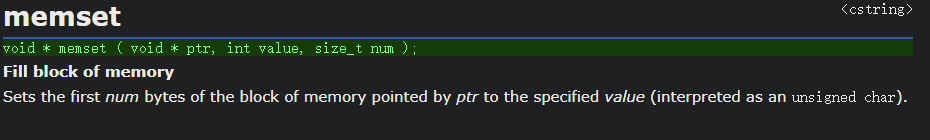 memset
<cstring>
void * memset ( void * ptr, int value, size_t num );
Fill block of memory
Sets the first num bytes of the block of memory pointed by ptr to the specified value (interpreted as an unsigned char).